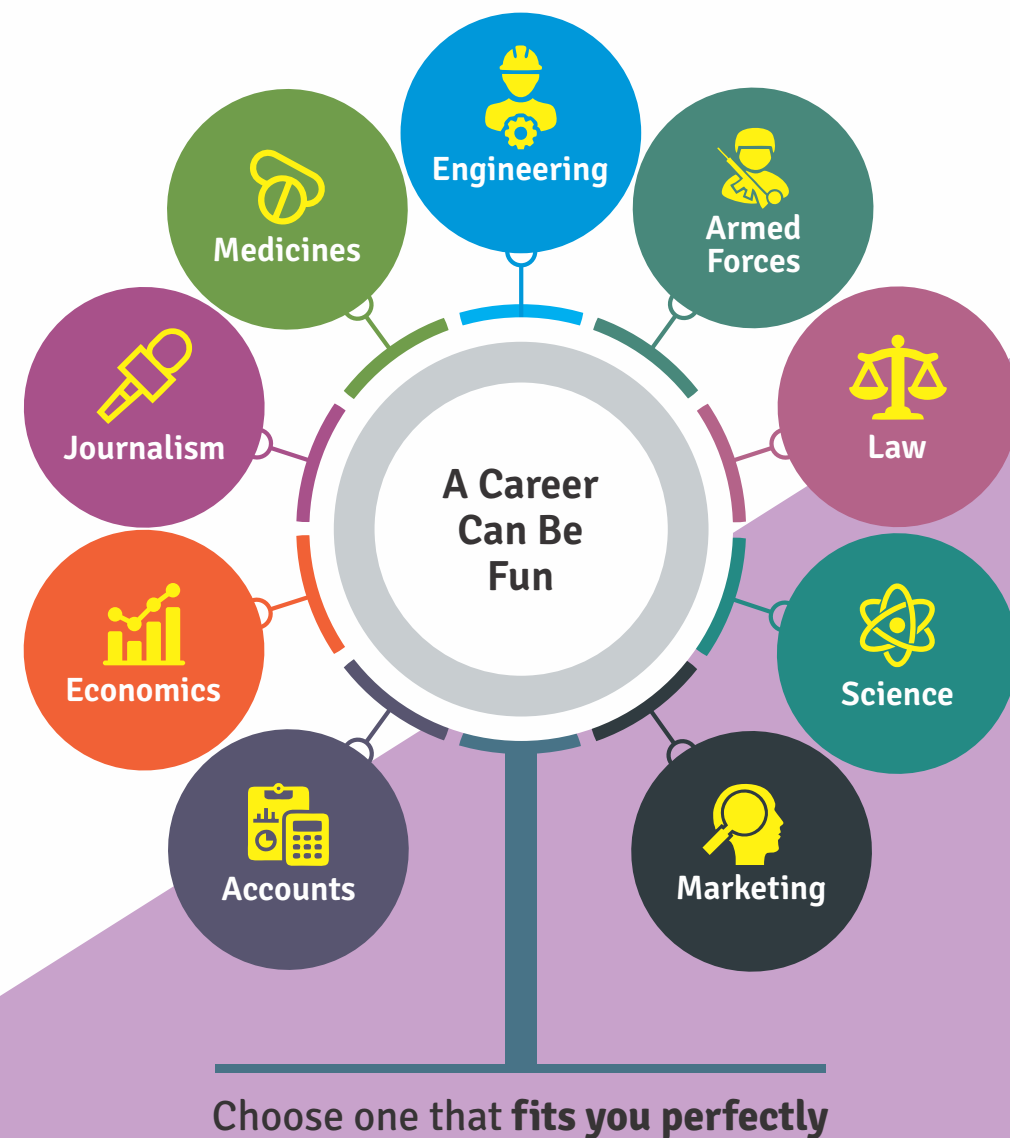 Engineering
Medicines
Armed
Forces
Journalism
Law
A Career
Can Be
Fun
Economics
Science
Accounts
Marketing
Choose one that fits you perfectly